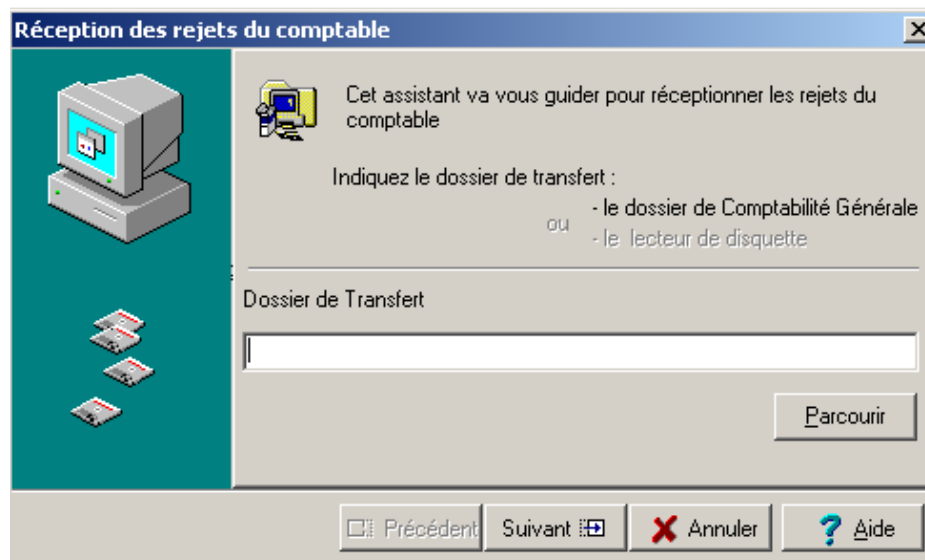 Réception des rejets du comptable
Cet assistant va vous guider pour réceptionner les rejets du
comptable
Indiquez le dossier de transfert :
- le dossier de Comptabilité Générale
ou
- le lecteur de disquette
Dossier de Transfert
Parcourir
Précédent
Suivant
Annuler
Aide